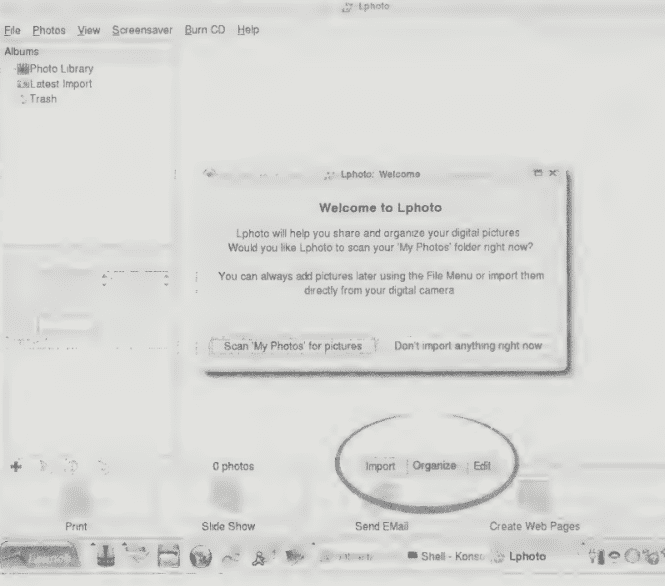 Lphoto
File Photos View Screensaver Burn CD Help
Albums
Photo Library
Latest Import
Trash
Lphoto: Welcome
Welcome to Lphoto
Lphoto will help you share and organize your digital pictures
Would you like Lphoto to scan your 'My Photos' folder right now?
You can always add pictures later using the File Menu or import them
directly from your digital camera
Scan 'My Photos' for pictures Don't import anything right now
0 photos Import Organize Edit
Print Slide Show Send EMail Create Web Pages
Shell - Konso Lphoto